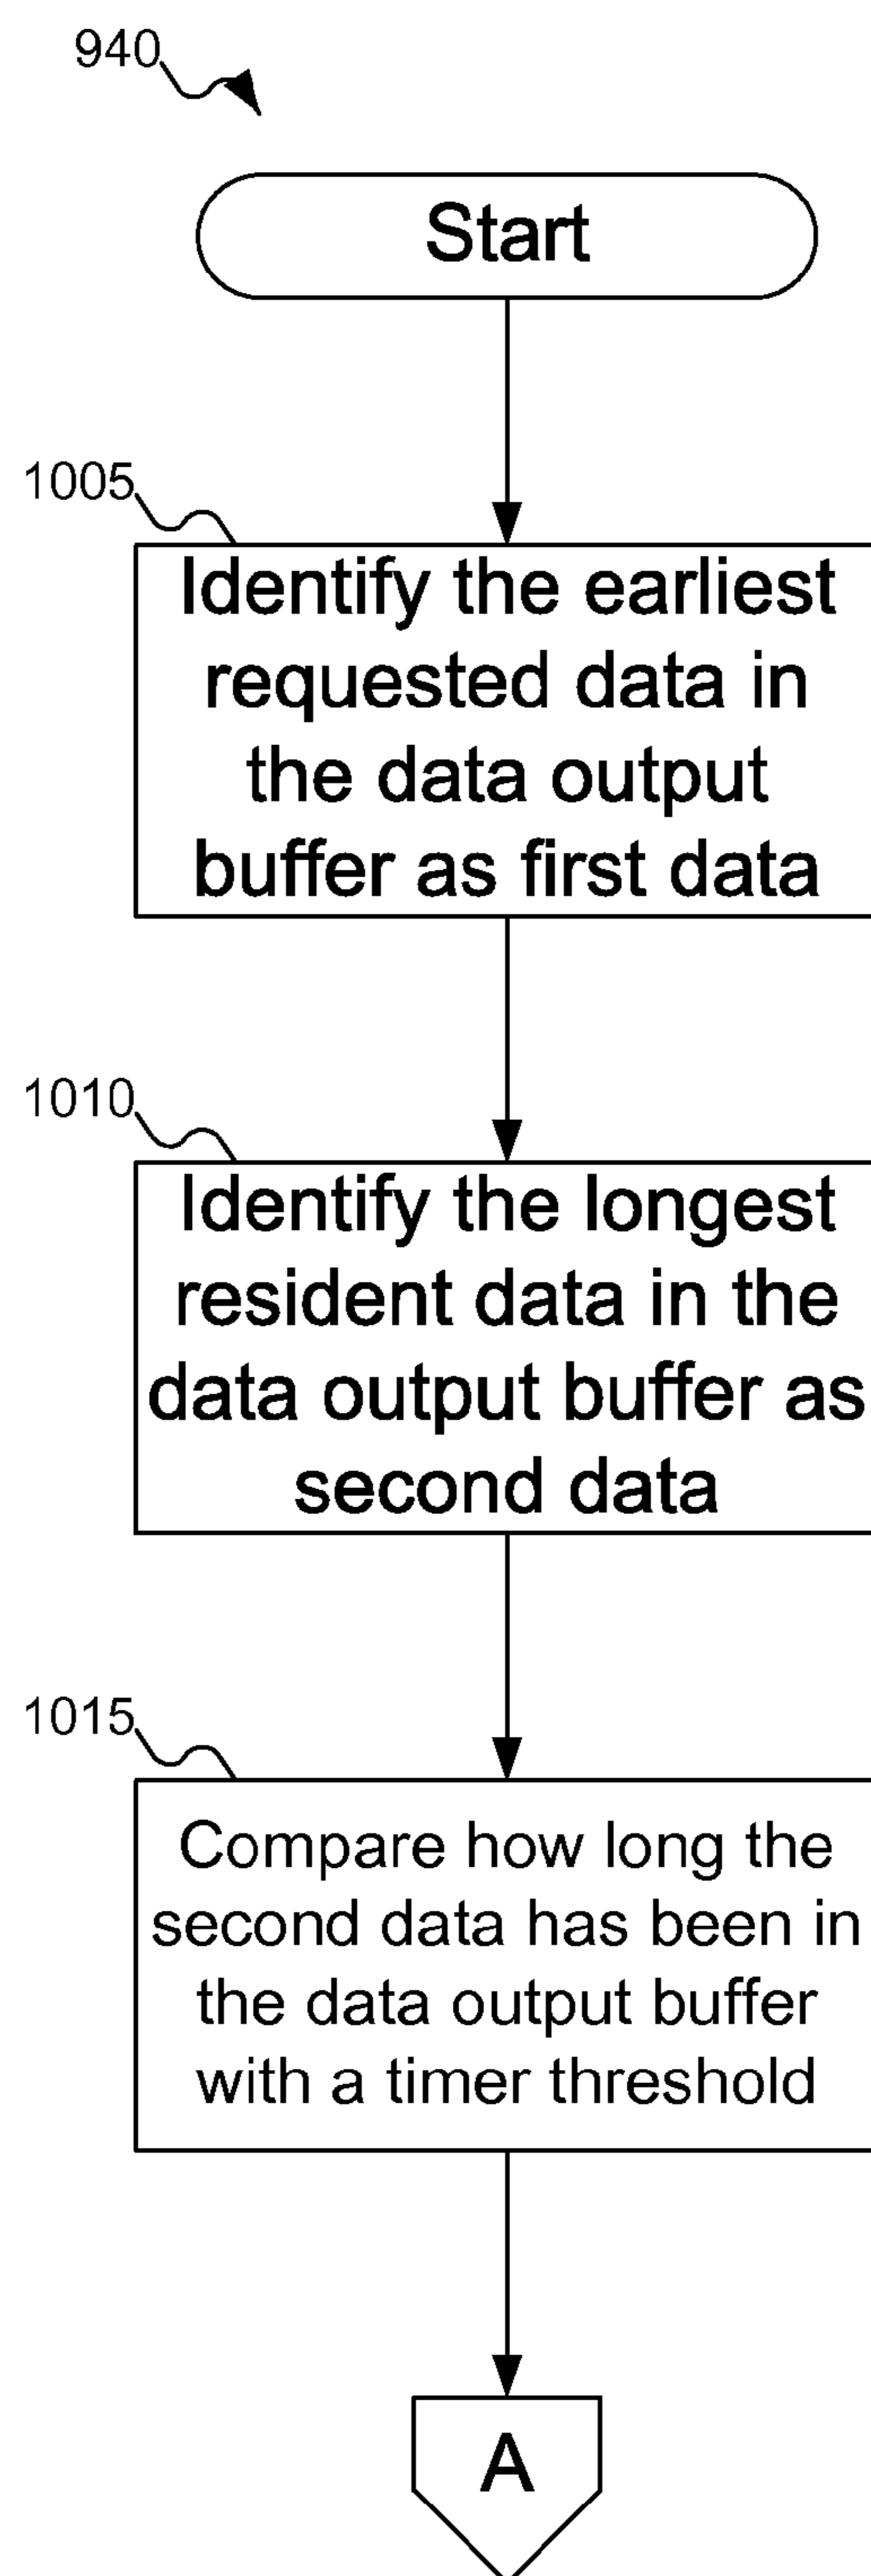 940
Start
1005
Identify the earliest
requested data in
the data output
buffer as first data
1010
Identify the longest
resident data in the
data output buffer as
second data
1015
Compare how long the
second data has been in
the data output buffer
with a timer threshold
A